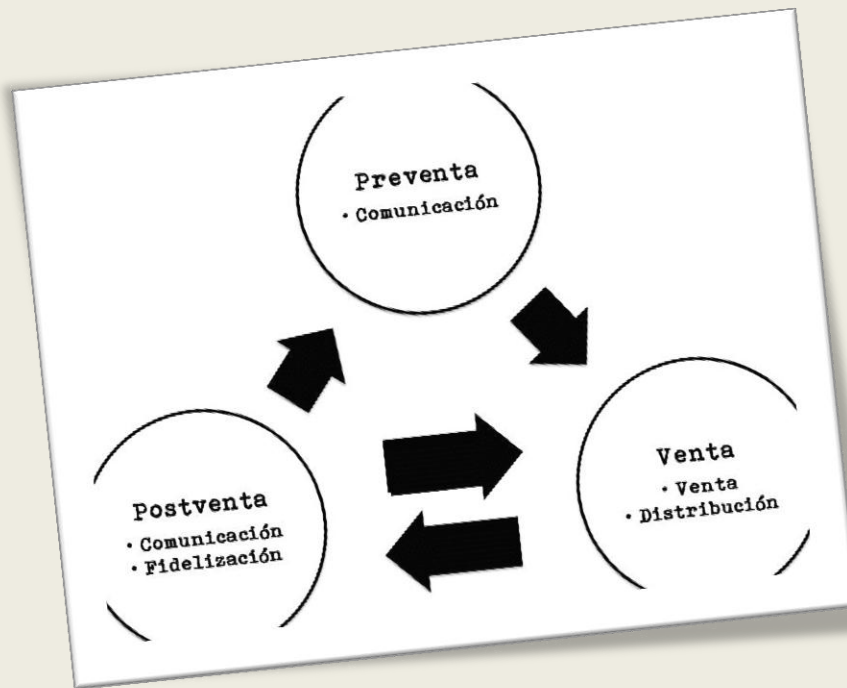 Preventa
· Comunicación
Venta
· Venta
· Distribución
Postventa
· Comunicación
· Fidelización